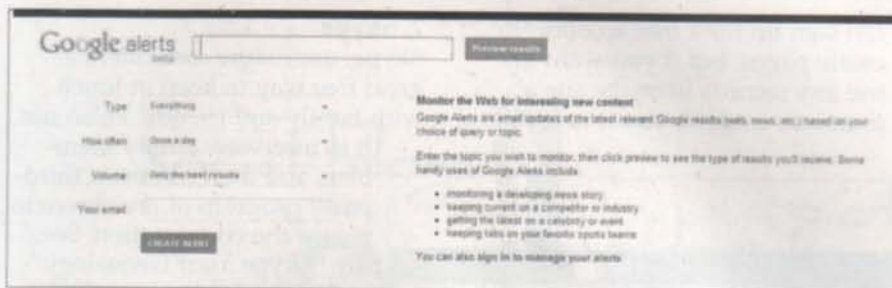 Google alerts
beta
Preview results
Type: Everything
How often: Once a day
Volume: Only the best results
Your email:
CREATE ALERT
Monitor the Web for interesting new content
Google Alerts are email updates of the latest relevant Google results (web, news, etc.) based on your
choice of query or topic.
Enter the topic you wish to monitor, then click preview to see the type of results you'll receive. Some
handy uses of Google Alerts include:
monitoring a developing news story
keeping current on a competitor or industry
getting the latest on a celebrity or event
keeping tabs on your favorite sports teams
You can also sign in to manage your alerts